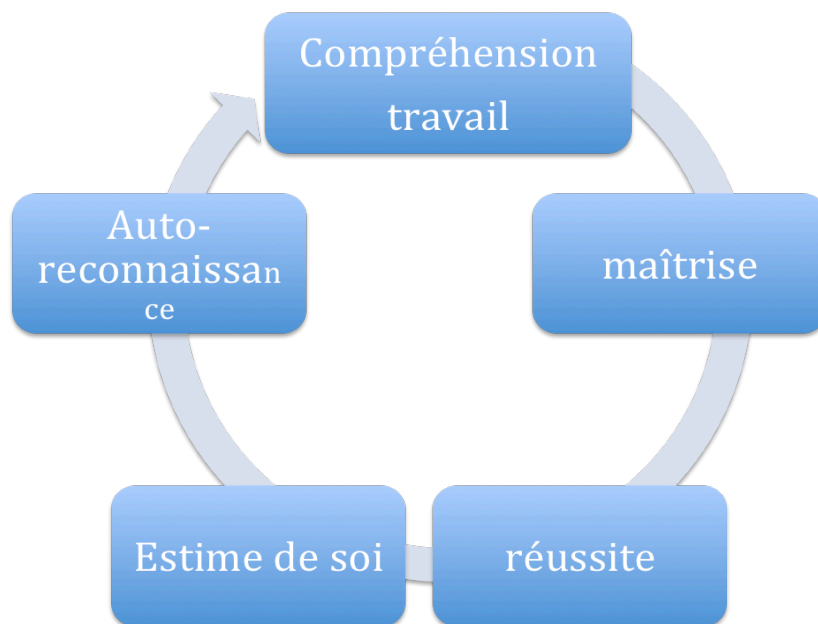 Compréhension
travail
maîtrise
réussite
Estime de soi
Auto-
reconnaissan
ce